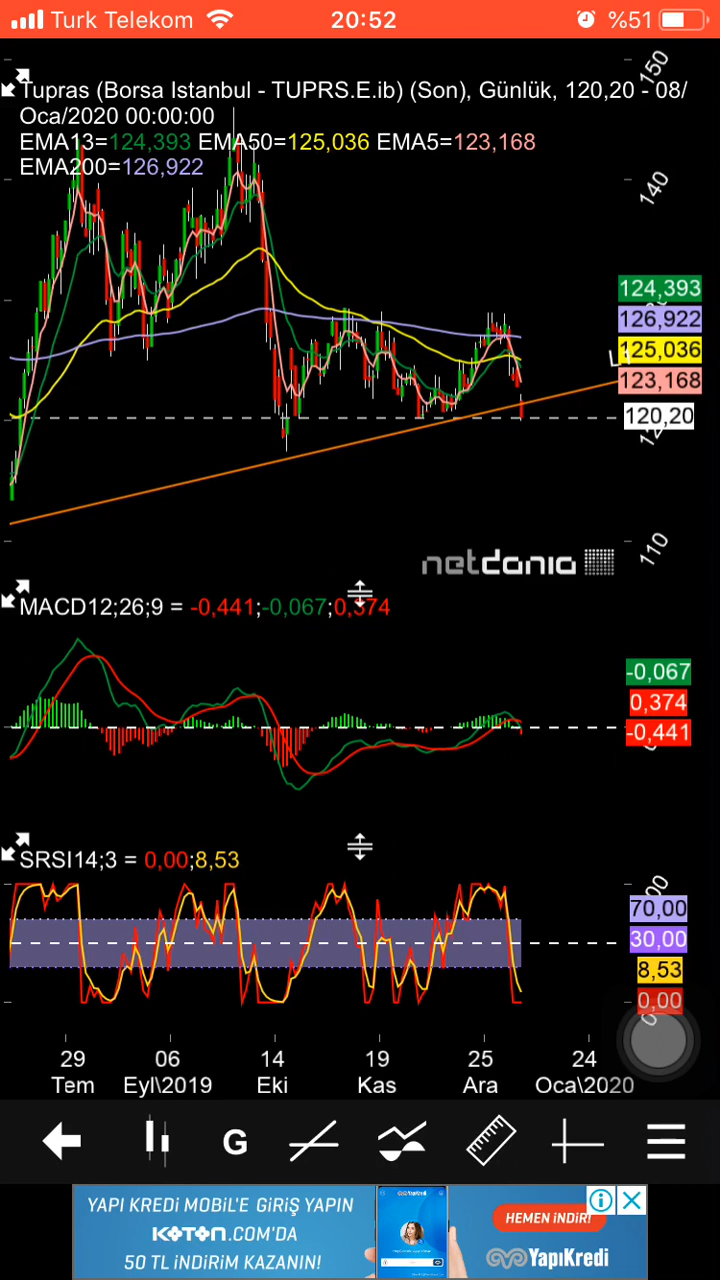 Turk Telekom
20:52
%51
Tupras (Borsa Istanbul - TUPRS.E.ib) (Son), Günlük, 120,20 - 08/
Oca/2020 00:00:00
EMA13=124,393 EMA50=125,036 EMA5=123,168
EMA200=126,922
150
140
124,393
126,922
125,036
123,168
120,20
110
netdania
MACD12;26;9 = -0,441;-0,067;0,374
-0,067
0,374
-0,441
SRSI14;3 = 0,00;8,53
70,00
30,00
8,53
0,00
29 06 14 19 25 24
Tem Eyl\2019 Eki Kas Ara Oca\2020
G
YAPI KREDİ MOBİL'E GİRİŞ YAPIN
KOTON.COM'DA
50 TL İNDİRİM KAZANIN!
HEMEN İNDİR!
YapıKredi